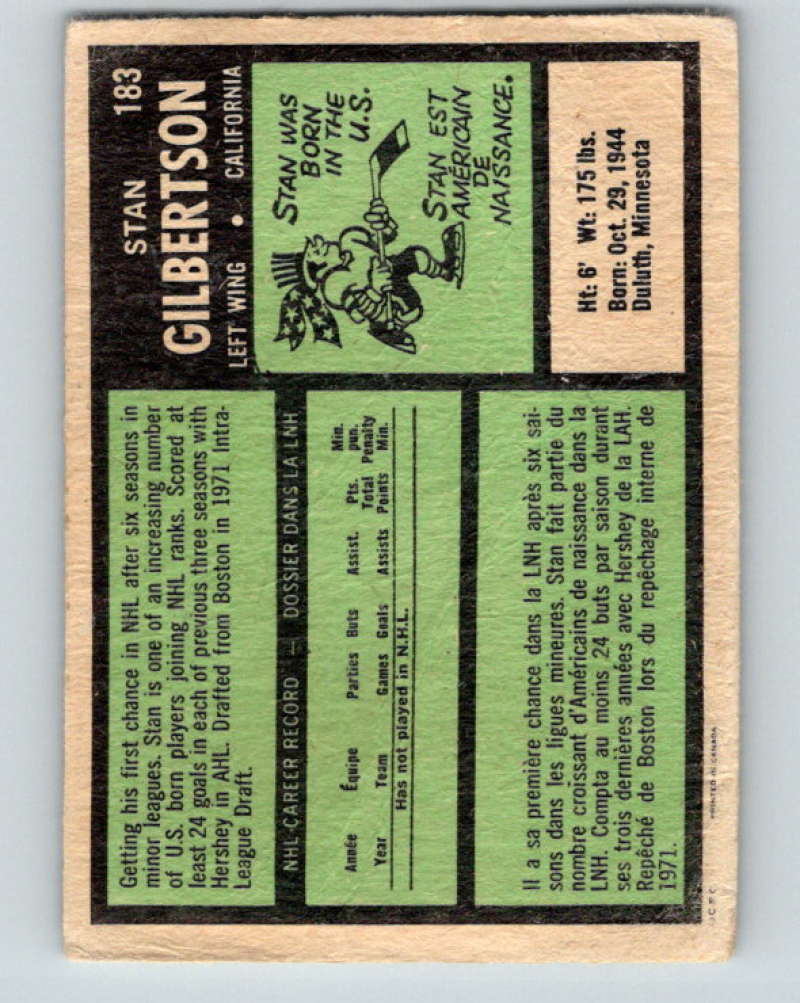 STAN 183
GILBERTSON
LEFT WING • CALIFORNIA
Getting his first chance in NHL after six seasons in
minor leagues. Stan is one of an increasing number
of U.S. born players joining NHL ranks. Scored at
least 24 goals in each of previous three seasons with
Hershey in AHL. Drafted from Boston in 1971 Intra-
League Draft.
STAN WAS
BORN
IN THE
U.S.
STAN EST
AMÉRICAIN
DE
NAISSANCE.
NHL CAREER RECORD — DOSSIER DANS LA LNH
Année Équipe Parties Buts Assist. Pts. Min. pun.
Year Team Games Goals Assists Total Points Penalty Min.
Has not played in N.H.L.
Ht: 6' Wt: 175 lbs.
Born: Oct. 29, 1944
Duluth, Minnesota
Il a sa première chance dans la LNH après six sai-
sons dans les ligues mineures. Stan fait partie du
nombre croissant d'Américains de naissance dans la
LNH. Compta au moins 24 buts par saison durant
ses trois dernières années avec Hershey de la LAH.
Repêché de Boston lors du repêchage interne de
1971.
PRINTED IN CANADA